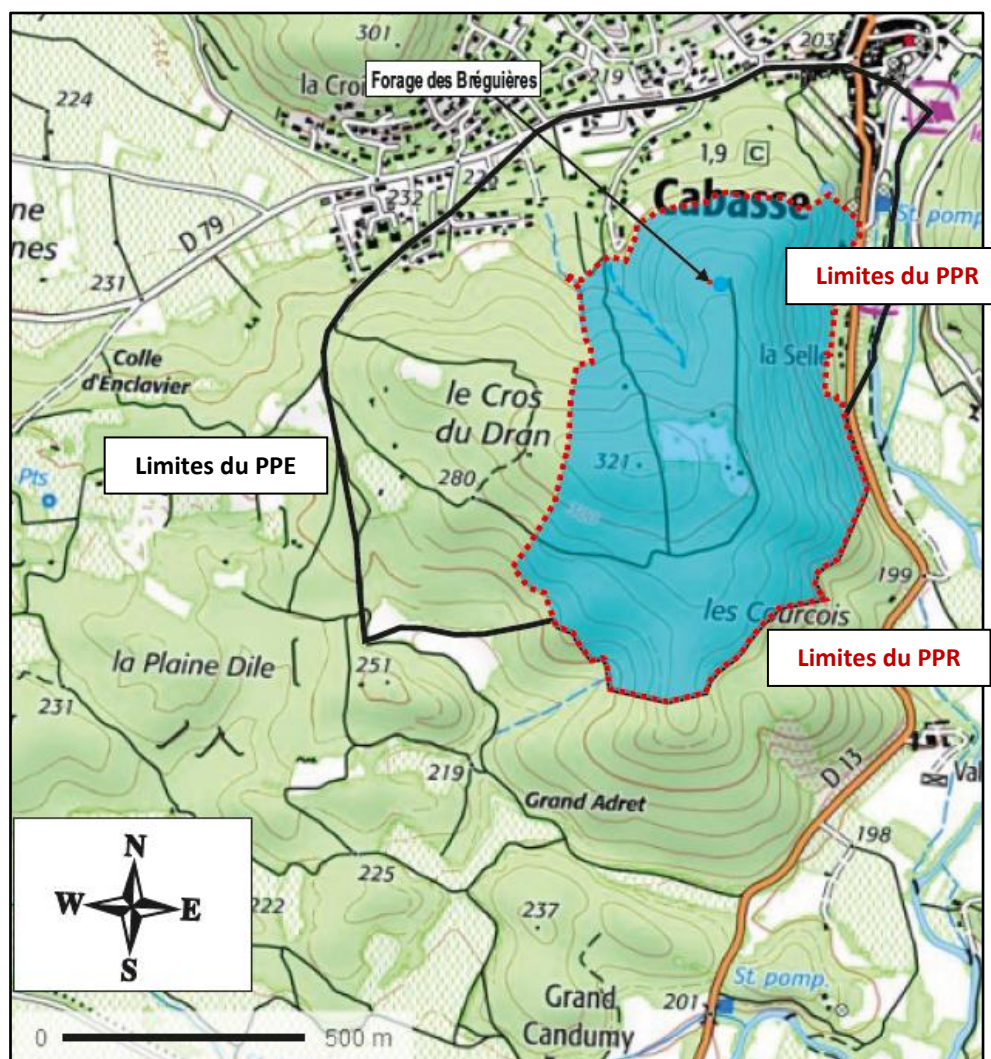 301
203
la Croi
Forage des Bréguières
219
224
1,9 C
Cabasse
ne
nes
232
D 79
St. pomp
231
Limites du PPR
Colle
d'Enclavier
la Selle
le Cros
du Dran
Limites du PPE
321
Pts
280
199
les Courcois
la Plaine Dile
251
Limites du PPR
231
219
D 13
Val
Grand Adret
198
N
W E
S
225
222
237
St. pomp.
Grand
Candumy
201
0 500 m